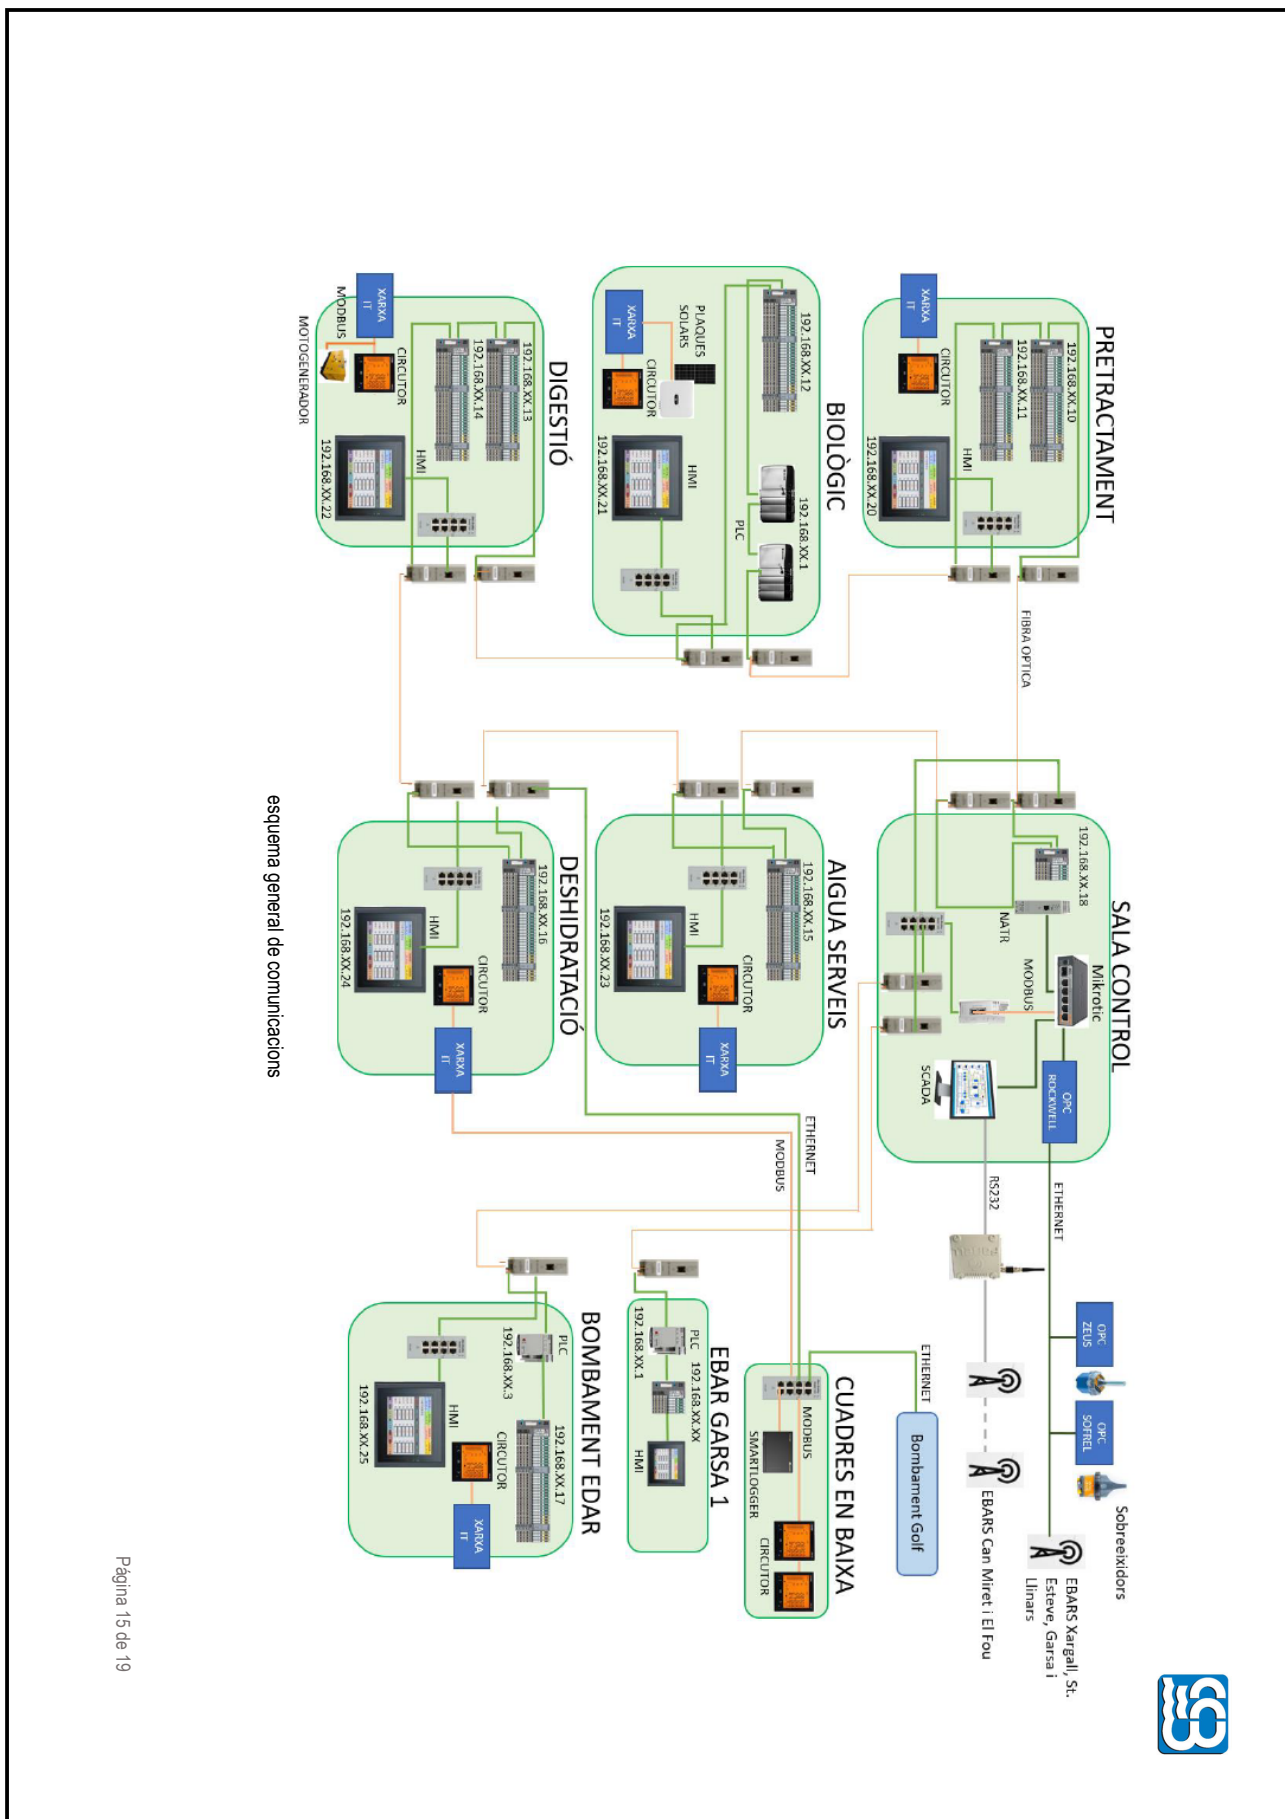 PRETRACTAMENT
192.168.XX.10
192.168.XX.11
XARXA
IT
CIRCUTOR
HMI
192.168.XX.20
FIBRA OPTICA
BIOLÒGIC
192.168.XX.12
192.168.XX.1
PLC
PLAQUES
SOLARS
XARXA
IT
CIRCUTOR
HMI
192.168.XX.21
DIGESTIÓ
192.168.XX.13
192.168.XX.14
XARXA
IT
MODBUS
CIRCUTOR
MOTOGENERADOR
HMI
192.168.XX.22
SALA CONTROL
192.168.XX.18
NATR
Mikrotic
MODBUS
OPC
ROCKWELL
SCADA
ETHERNET
RS232
AIGUA SERVEIS
192.168.XX.15
HMI
192.168.XX.23
CIRCUTOR
XARXA
IT
DESHIDRATACIÓ
192.168.XX.16
HMI
192.168.XX.24
CIRCUTOR
XARXA
IT
ETHERNET
MODBUS
OPC
ZEUS
OPC
SOFREL
Sobreeixidors
EBARS Xargall, St.
Esteve, Garsa i
Llinars
EBARS Can Miret i El Fou
ETHERNET
Bombament Golf
CUADRES EN BAIXA
MODBUS
SMARTLOGGER
CIRCUTOR
EBAR GARSA 1
PLC
192.168.XX.1
192.168.XX.XX
HMI
BOMBAMENT EDAR
PLC
192.168.XX.3
192.168.XX.17
HMI
192.168.XX.25
CIRCUTOR
XARXA
IT
esquema general de comunicacions
Página 15 de 19